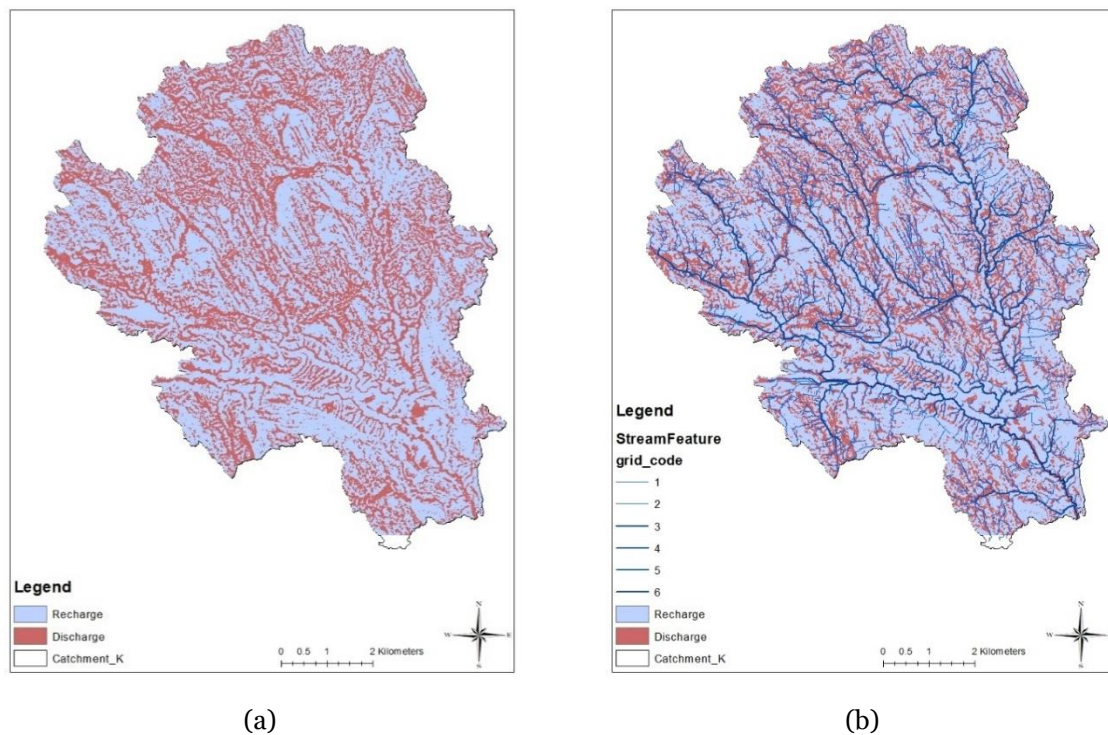 Legend
Recharge
Discharge
Catchment_K
0 0.5 1 2 Kilometers
N
W E
S
(a)
Legend
StreamFeature
grid_code
1
2
3
4
5
6
Recharge
Discharge
Catchment_K
0 0.5 1 2 Kilometers
N
W E
S
(b)